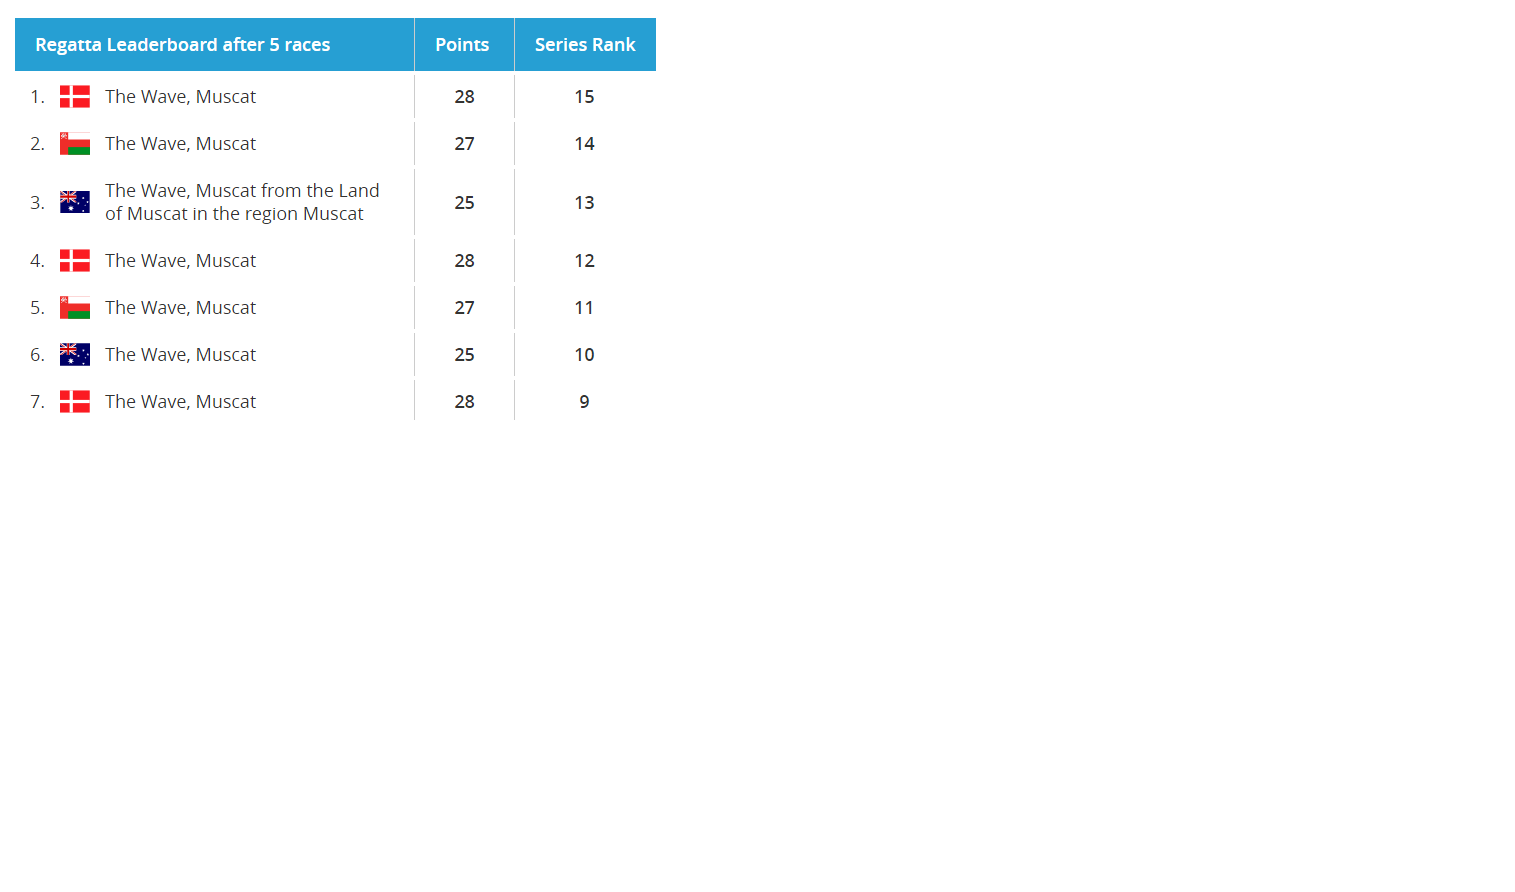 Regatta Leaderboard after 5 races Points Series Rank
1. The Wave, Muscat 28 15
2. The Wave, Muscat 27 14
3. The Wave, Muscat from the Land
of Muscat in the region Muscat 25 13
4. The Wave, Muscat 28 12
5. The Wave, Muscat 27 11
6. The Wave, Muscat 25 10
7. The Wave, Muscat 28 9